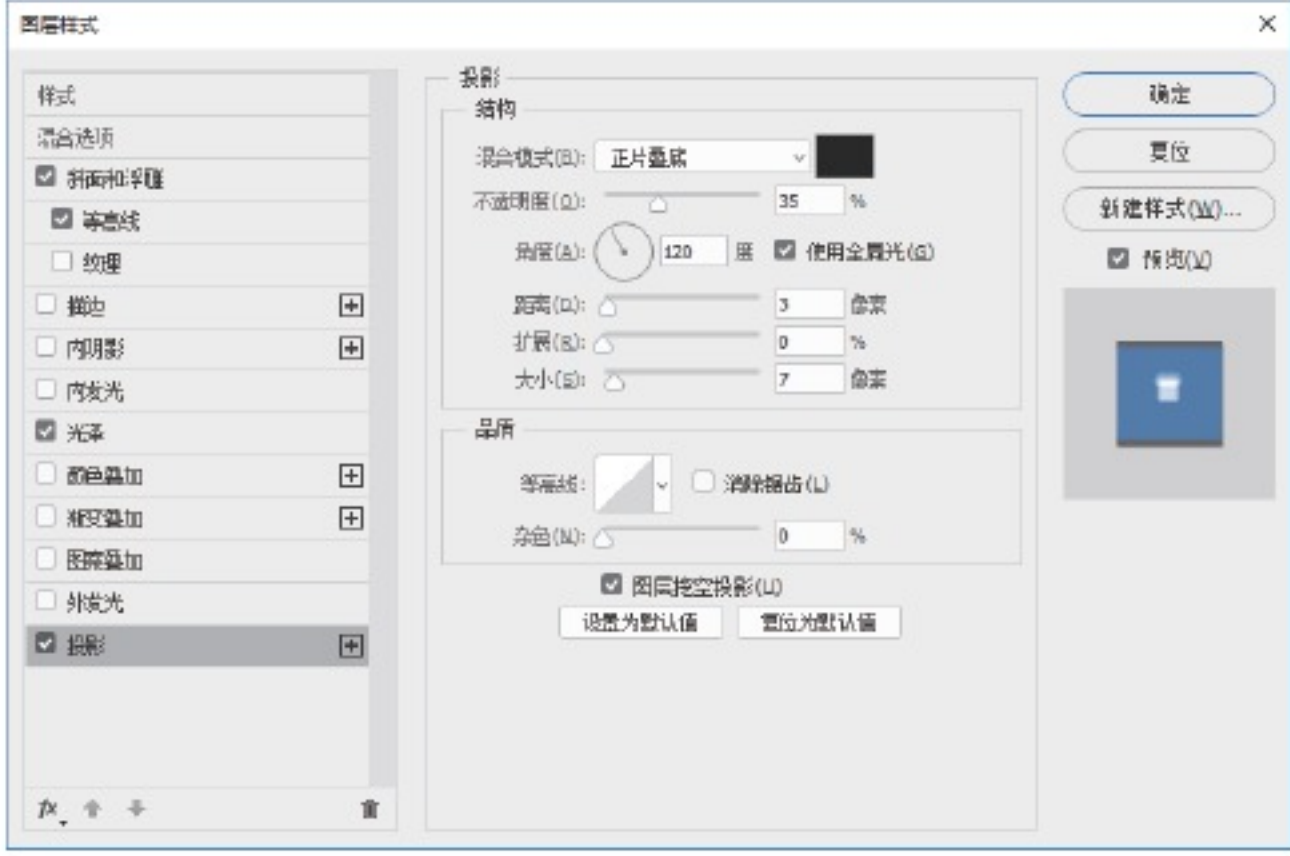 图层样式
样式
混合选项
斜面和浮雕
等高线
纹理
描边
内阴影
内发光
光泽
颜色叠加
渐变叠加
图案叠加
外发光
投影
fx
投影
结构
混合模式(B): 正片叠底
不透明度(O): 35 %
角度(A): 120 度 使用全局光(G)
距离(D): 3 像素
扩展(R): 0 %
大小(S): 7 像素
品质
等高线: 消除锯齿(L)
杂色(N): 0 %
图层挖空投影(U)
设置为默认值 复位为默认值
确定
复位
新建样式(W)...
预览(V)